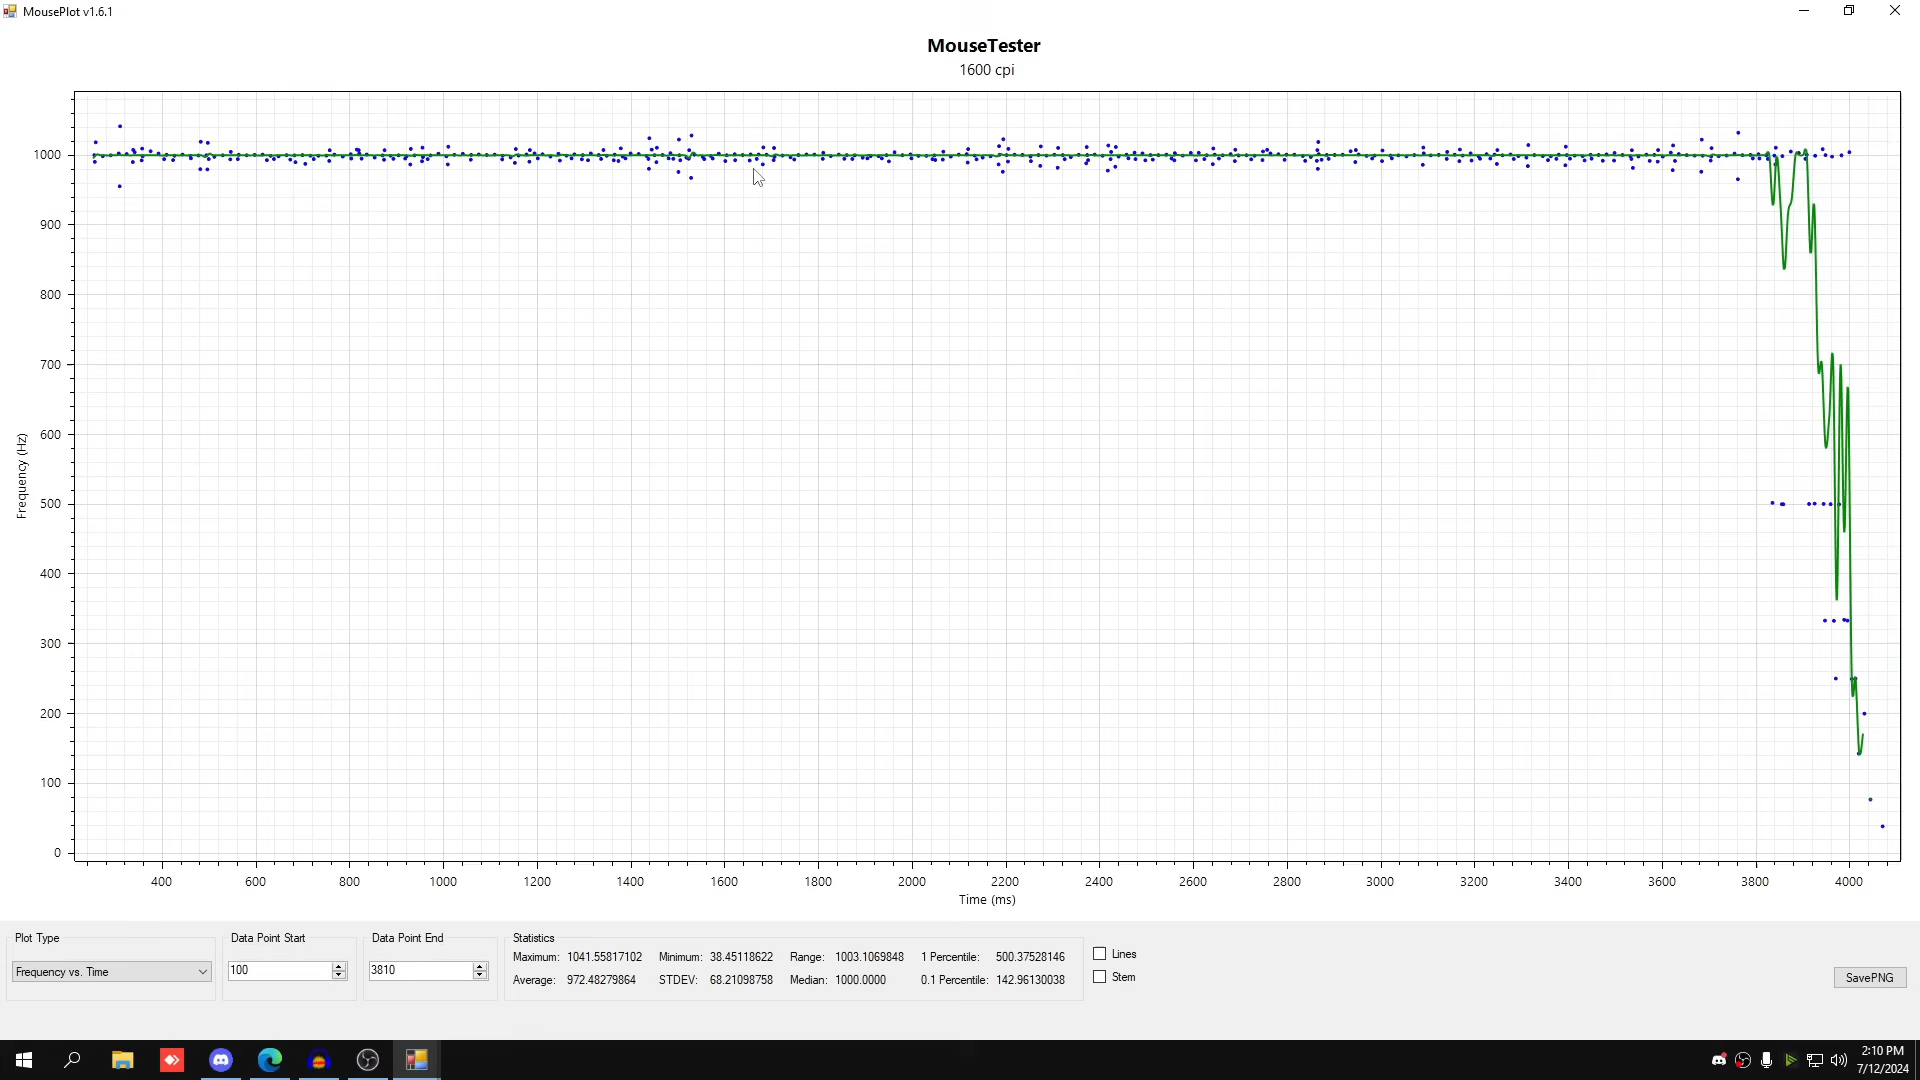 MousePlot v1.6.1
MouseTester
1600 cpi
1000
900
800
700
600
500
400
300
200
100
0
Frequency (Hz)
400 600 800 1000 1200 1400 1600 1800 2000 2200 2400 2600 2800 3000 3200 3400 3600 3800 4000
Time (ms)
Plot Type Data Point Start Data Point End Statistics
Maximum: 1041.55817102 Minimum: 38.45118622 Range: 1003.1069848 1 Percentile: 500.37528146 Lines
Frequency vs. Time 100 3810
Average: 972.48279864 STDEV: 68.21098758 Median: 1000.0000 0.1 Percentile: 142.96130038 Stem
SavePNG
2:10 PM
7/12/2024